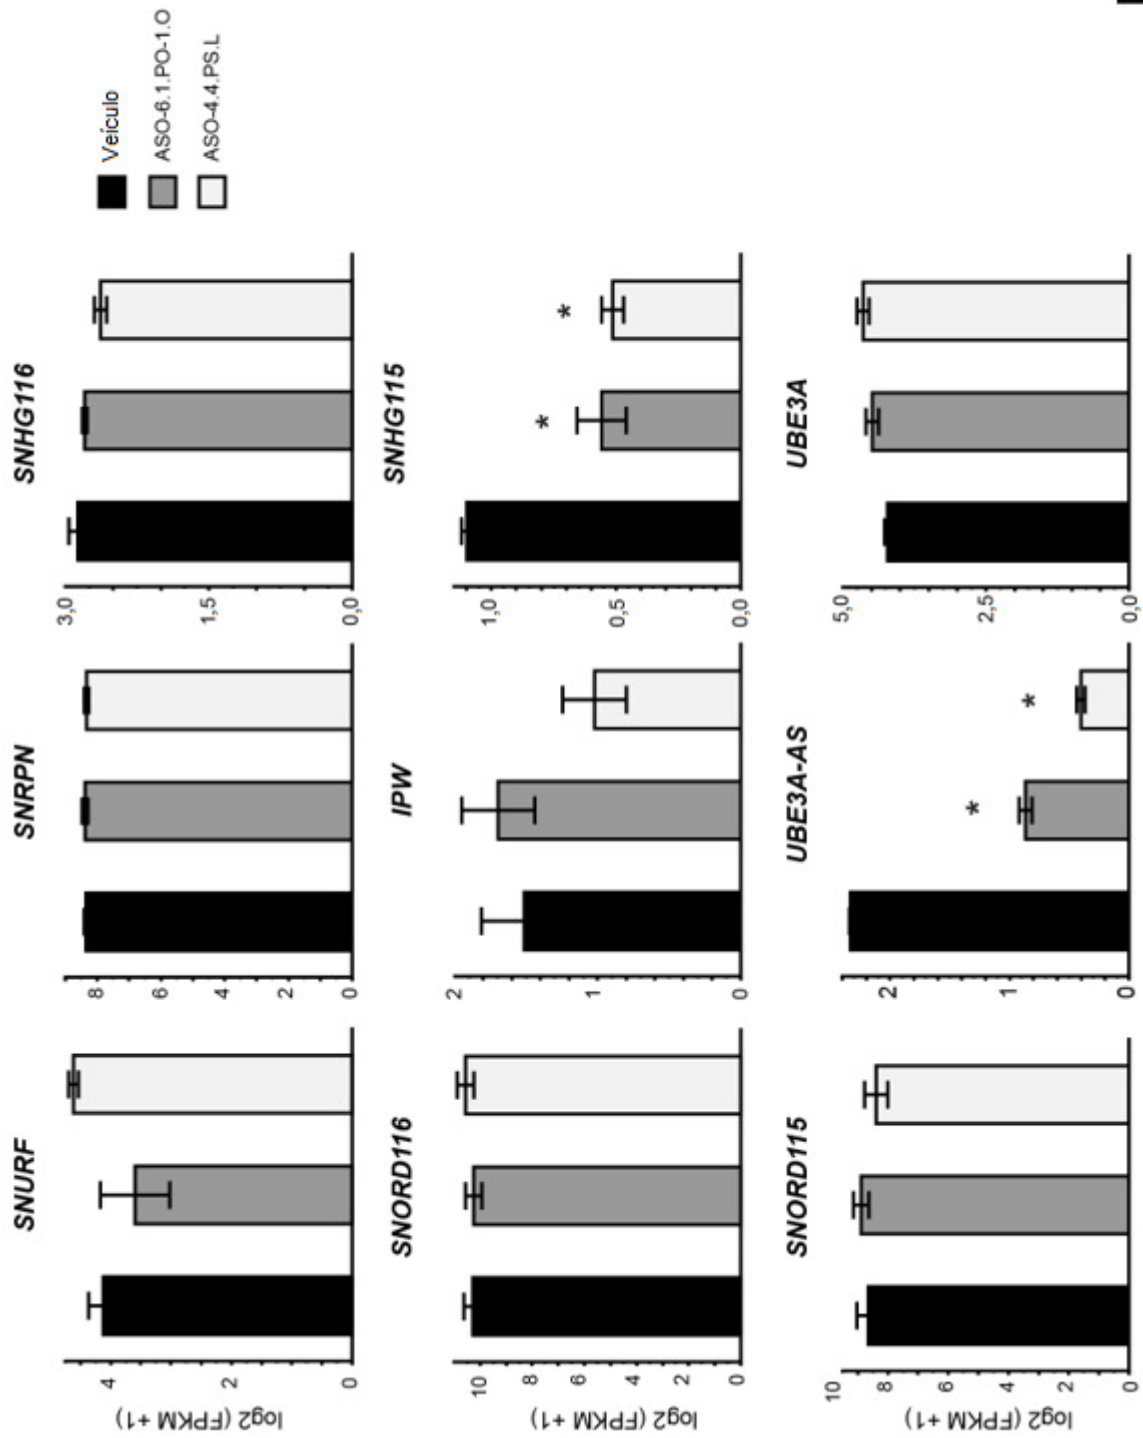 SNURF
log2 (FPKM +1)
4
2
0
SNRPN
8
6
4
2
0
SNHG116
3,0
1,5
0,0
Veículo
ASO-6.1.PO-1.O
ASO-4.4.PS.L
SNORD116
log2 (FPKM +1)
10
8
6
4
2
0
IPW
2
1
0
SNHG115
1,0
0,5
0,0
*
*
SNORD115
log2 (FPKM +1)
10
8
6
4
2
0
UBE3A-AS
2
1
0
*
*
UBE3A
5,0
2,5
0,0